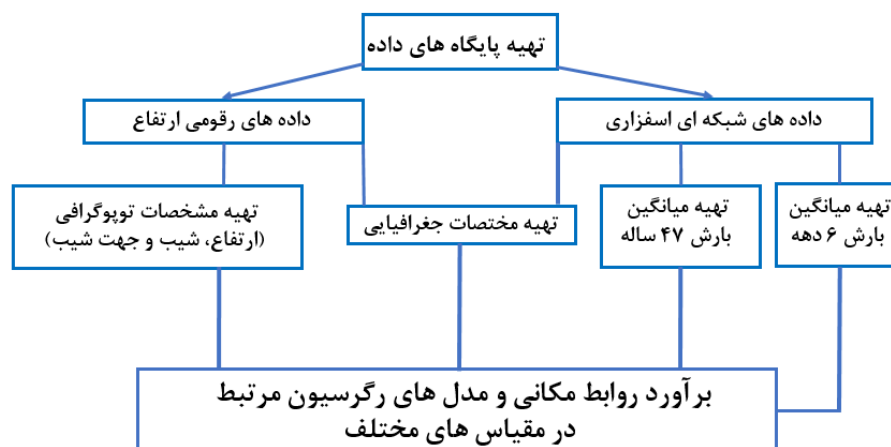 تهیه پایگاه های داده
داده های شبکه ای اسفزاری
داده های رقومی ارتفاع
تهیه میانگین
بارش ۶ دهه
تهیه میانگین
بارش ۴۷ ساله
تهیه مختصات جغرافیایی
تهیه مشخصات توپوگرافی
(ارتفاع، شیب و جهت شیب)
برآورد روابط مکانی و مدل های رگرسیون مرتبط
در مقیاس های مختلف